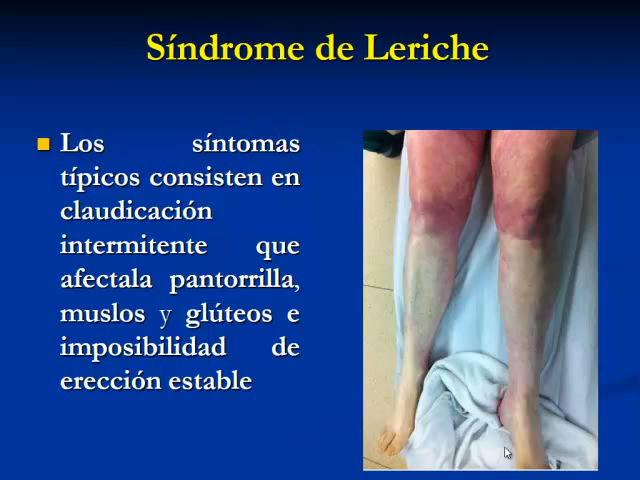 Síndrome de Leriche
Los síntomas
típicos consisten en
claudicación
intermitente que
afectala pantorrilla,
muslos y glúteos e
imposibilidad de
erección estable